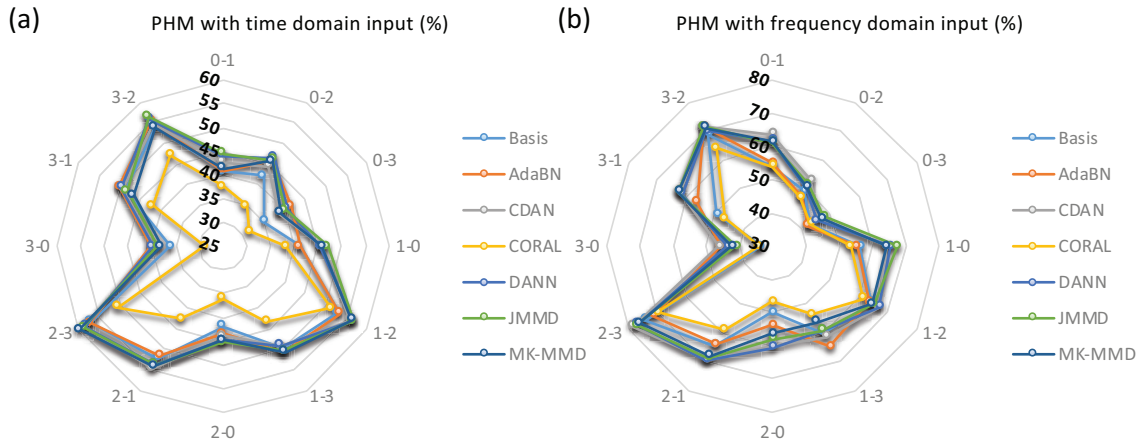 (a)
PHM with time domain input (%)
0-1
0-2
0-3
1-0
1-2
1-3
2-0
2-1
2-3
3-0
3-1
3-2
60
55
50
45
40
35
30
25
Basis
AdaBN
CDAN
CORAL
DANN
JMMD
MK-MMD
(b)
PHM with frequency domain input (%)
0-1
0-2
0-3
1-0
1-2
1-3
2-0
2-1
2-3
3-0
3-1
3-2
80
70
60
50
40
30
Basis
AdaBN
CDAN
CORAL
DANN
JMMD
MK-MMD